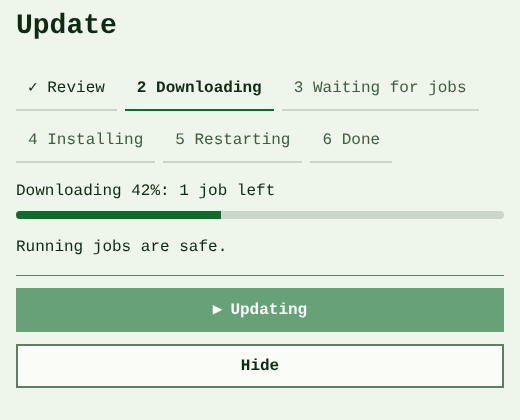 Update
✓ Review 2 Downloading 3 Waiting for jobs
4 Installing 5 Restarting 6 Done
Downloading 42%: 1 job left
Running jobs are safe.
▶ Updating
Hide